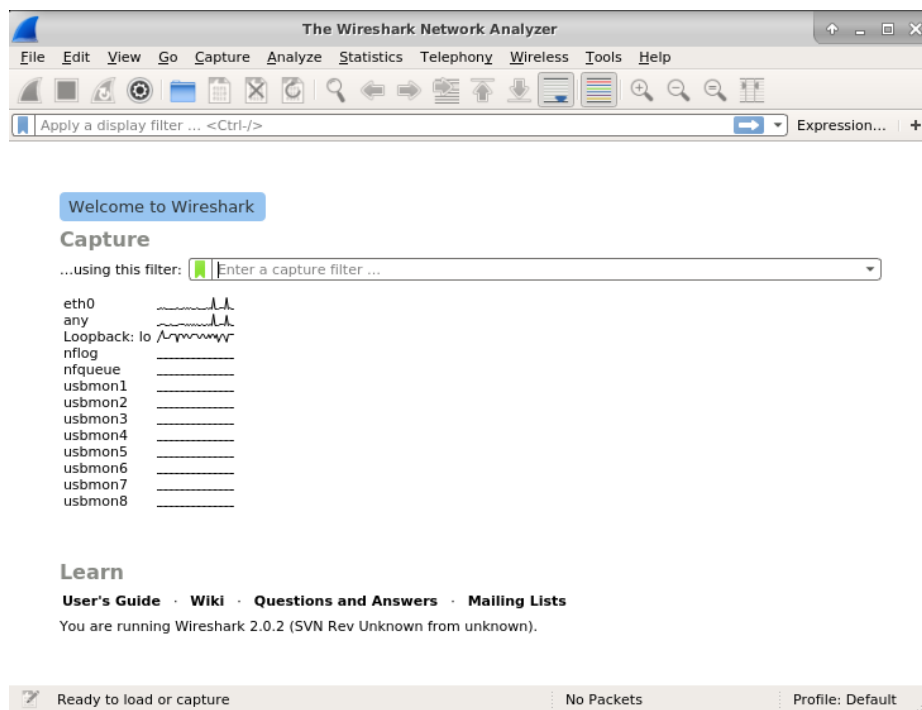 The Wireshark Network Analyzer
File Edit View Go Capture Analyze Statistics Telephony Wireless Tools Help
Apply a display filter ... <Ctrl-/> Expression... +
Welcome to Wireshark
Capture
...using this filter: Enter a capture filter ...
eth0
any
Loopback: lo
nflog
nfqueue
usbmon1
usbmon2
usbmon3
usbmon4
usbmon5
usbmon6
usbmon7
usbmon8
Learn
User's Guide · Wiki · Questions and Answers · Mailing Lists
You are running Wireshark 2.0.2 (SVN Rev Unknown from unknown).
Ready to load or capture No Packets Profile: Default